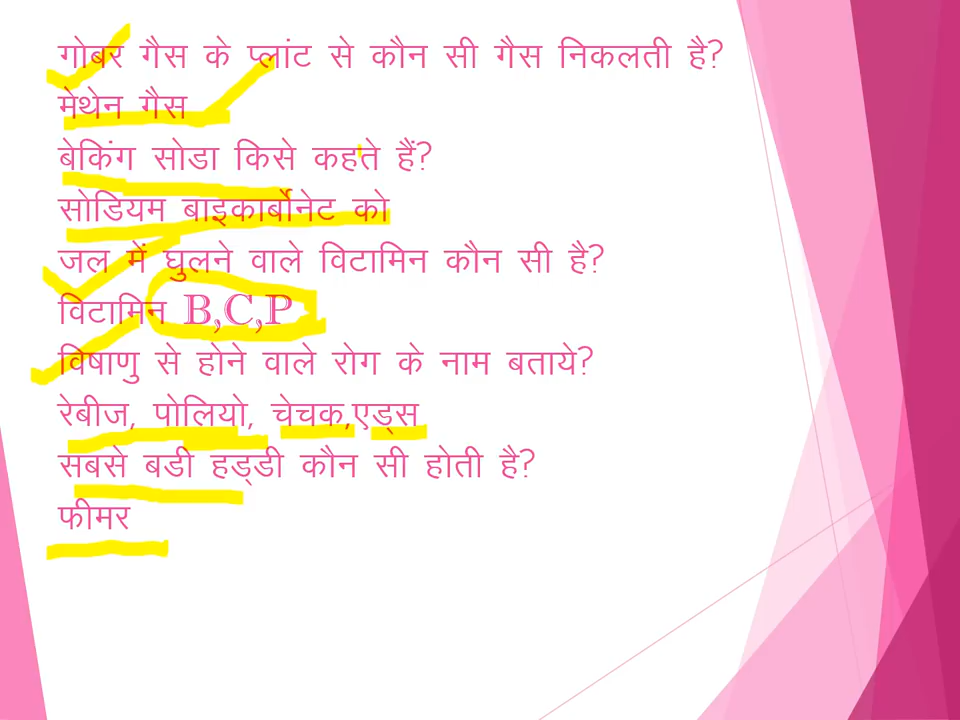 गोबर गैस के प्लांट से कौन सी गैस निकलती है?
मेथेन गैस
बेकिंग सोडा किसे कहते हैं?
सोडियम बाइकार्बोनेट को
जल में घुलने वाले विटामिन कौन सी है?
विटामिन B,C,P
विषाणु से होने वाले रोग के नाम बताये?
रेबीज, पोलियो, चेचक,एड्स
सबसे बडी हड्डी कौन सी होती है?
फीमर